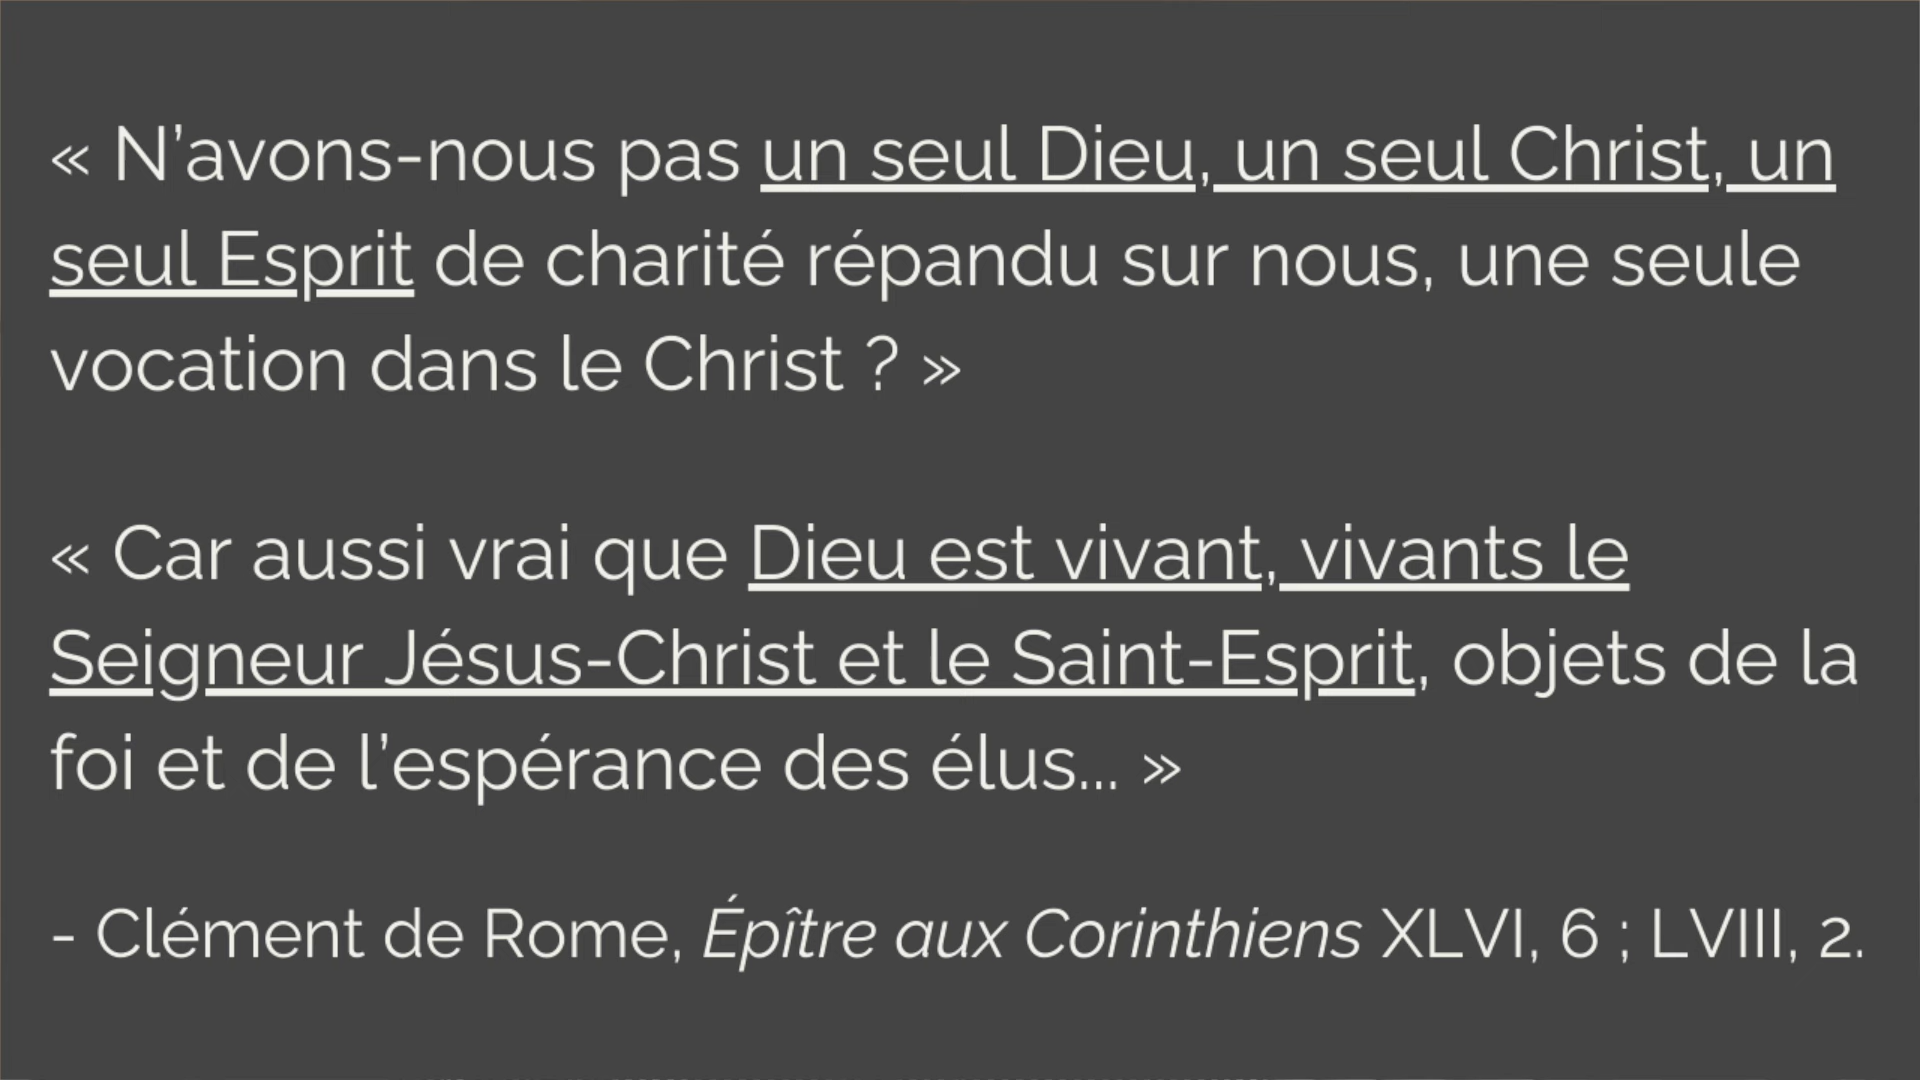 « N’avons-nous pas un seul Dieu, un seul Christ, un
seul Esprit de charité répandu sur nous, une seule
vocation dans le Christ ? »
« Car aussi vrai que Dieu est vivant, vivants le
Seigneur Jésus-Christ et le Saint-Esprit, objets de la
foi et de l’espérance des élus... »
- Clément de Rome, Épître aux Corinthiens XLVI, 6 ; LVIII, 2.